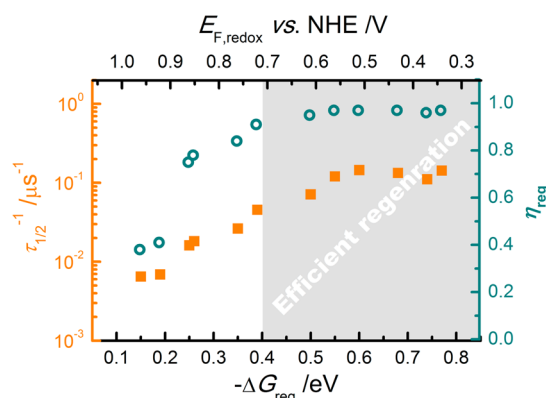 E_F,redox vs. NHE /V
1.0 0.9 0.8 0.7 0.6 0.5 0.4 0.3
10^0
10^-1
10^-2
10^-3
τ_1/2^-1 /μs^-1
1.0
0.8
0.6
0.4
0.2
0.0
η_reg
Efficient regenration
0.1 0.2 0.3 0.4 0.5 0.6 0.7 0.8
-ΔG_reg /eV